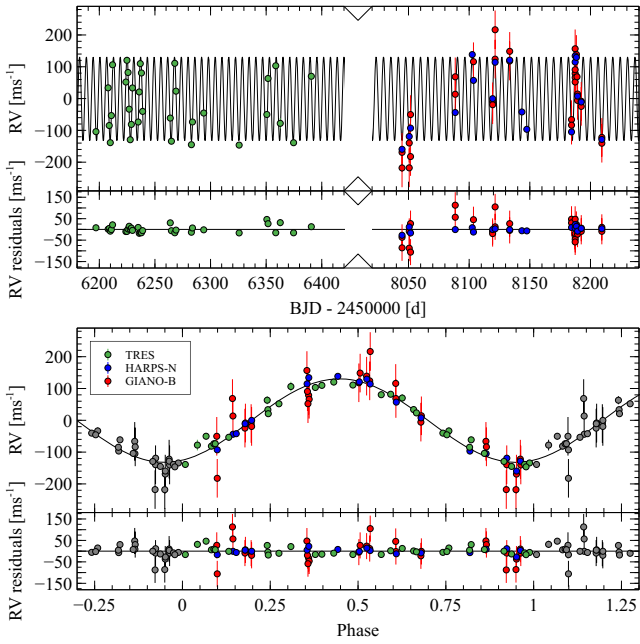 RV [ms⁻¹]
200
100
0
−100
−200
RV residuals [ms⁻¹]
150
50
−50
−150
6200 6250 6300 6350 6400 8050 8100 8150 8200
BJD - 2450000 [d]
RV [ms⁻¹]
200
100
0
−100
−200
TRES
HARPS-N
GIANO-B
RV residuals [ms⁻¹]
150
50
−50
−150
−0.25 0 0.25 0.5 0.75 1 1.25
Phase